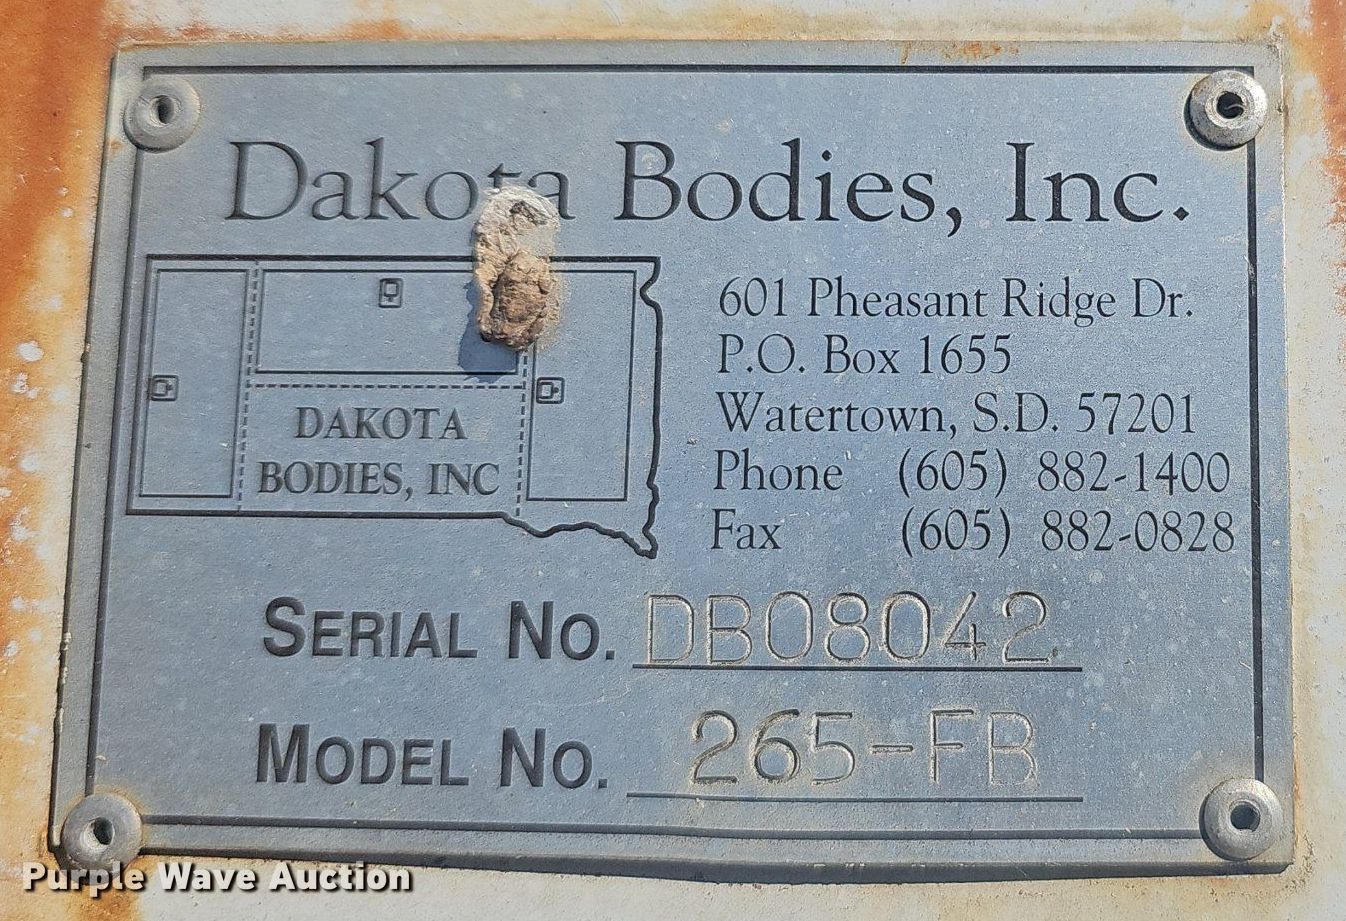 Dakota Bodies, Inc.
DAKOTA
BODIES, INC
601 Pheasant Ridge Dr.
P.O. Box 1655
Watertown, S.D. 57201
Phone (605) 882-1400
Fax (605) 882-0828
SERIAL NO. DB08042
MODEL NO. 265-FB
Purple Wave Auction